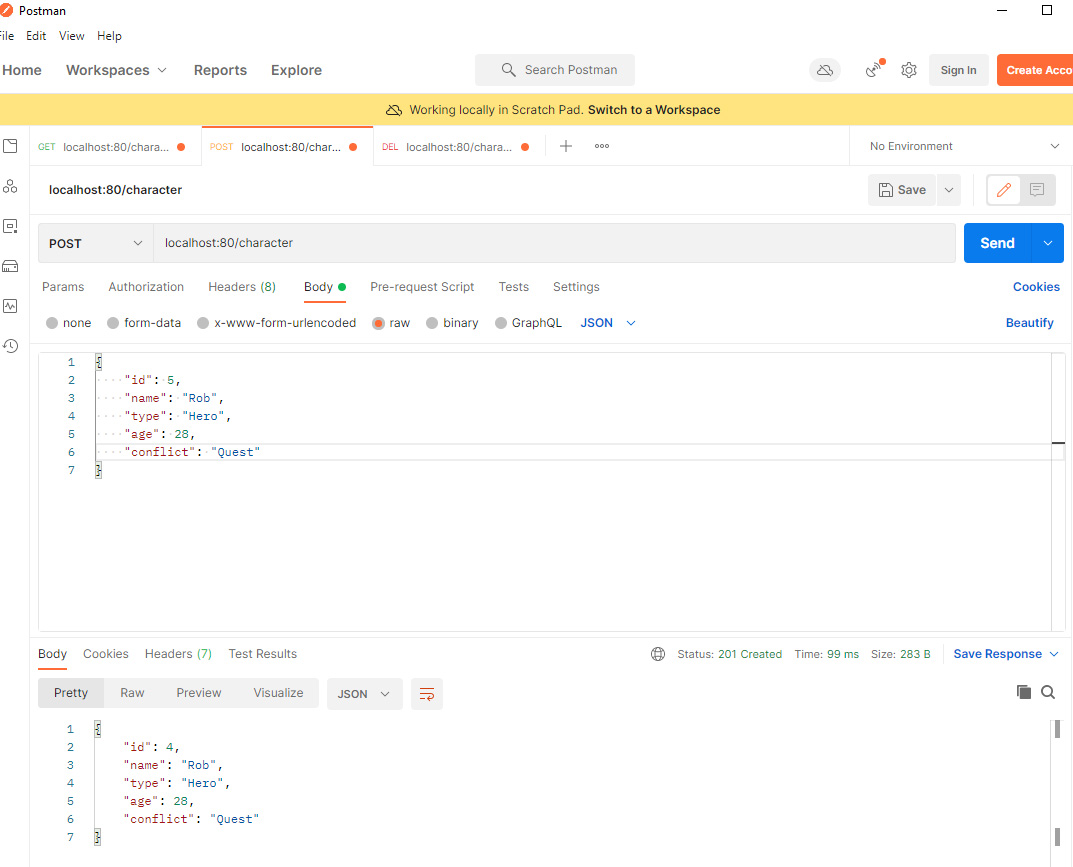 Postman
File Edit View Help
Home Workspaces Reports Explore Search Postman Sign In Create Acco
Working locally in Scratch Pad. Switch to a Workspace
GET localhost:80/chara... POST localhost:80/char... DEL localhost:80/chara... No Environment
localhost:80/character Save
POST localhost:80/character Send
Params Authorization Headers (8) Body Pre-request Script Tests Settings Cookies
none form-data x-www-form-urlencoded raw binary GraphQL JSON Beautify
1 {
2 "id": 5,
3 "name": "Rob",
4 "type": "Hero",
5 "age": 28,
6 "conflict": "Quest"
7 }
Body Cookies Headers (7) Test Results Status: 201 Created Time: 99 ms Size: 283 B Save Response
Pretty Raw Preview Visualize JSON
1 {
2 "id": 4,
3 "name": "Rob",
4 "type": "Hero",
5 "age": 28,
6 "conflict": "Quest"
7 }